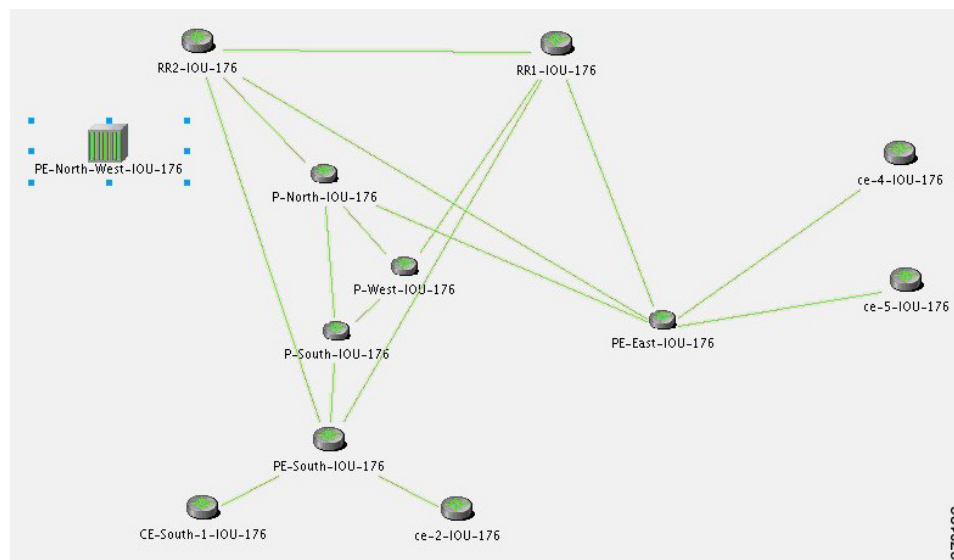 RR2-IOU-176
RR1-IOU-176
PE-North-West-IOU-176
ce-4-IOU-176
P-North-IOU-176
P-West-IOU-176
ce-5-IOU-176
PE-East-IOU-176
P-South-IOU-176
PE-South-IOU-176
CE-South-1-IOU-176
ce-2-IOU-176